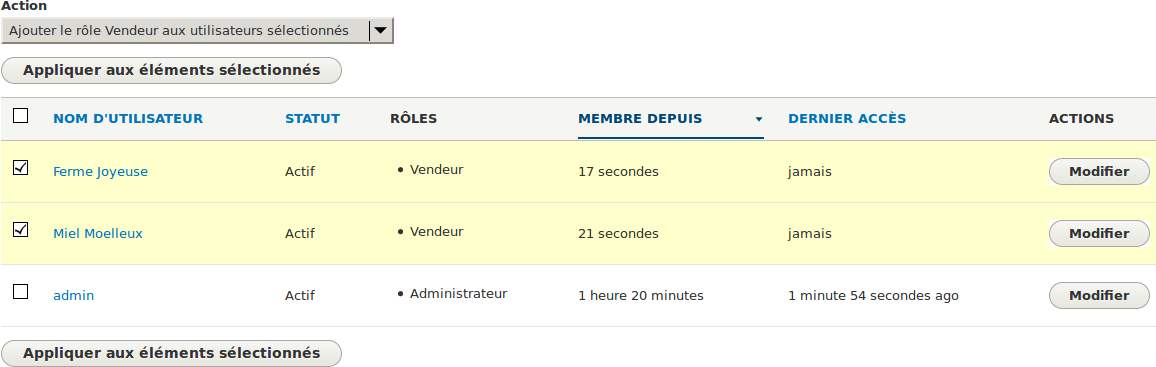 Action
Ajouter le rôle Vendeur aux utilisateurs sélectionnés
Appliquer aux éléments sélectionnés
NOM D'UTILISATEUR STATUT RÔLES MEMBRE DEPUIS DERNIER ACCÈS ACTIONS
Ferme Joyeuse Actif • Vendeur 17 secondes jamais Modifier
Miel Moelleux Actif • Vendeur 21 secondes jamais Modifier
admin Actif • Administrateur 1 heure 20 minutes 1 minute 54 secondes ago Modifier
Appliquer aux éléments sélectionnés